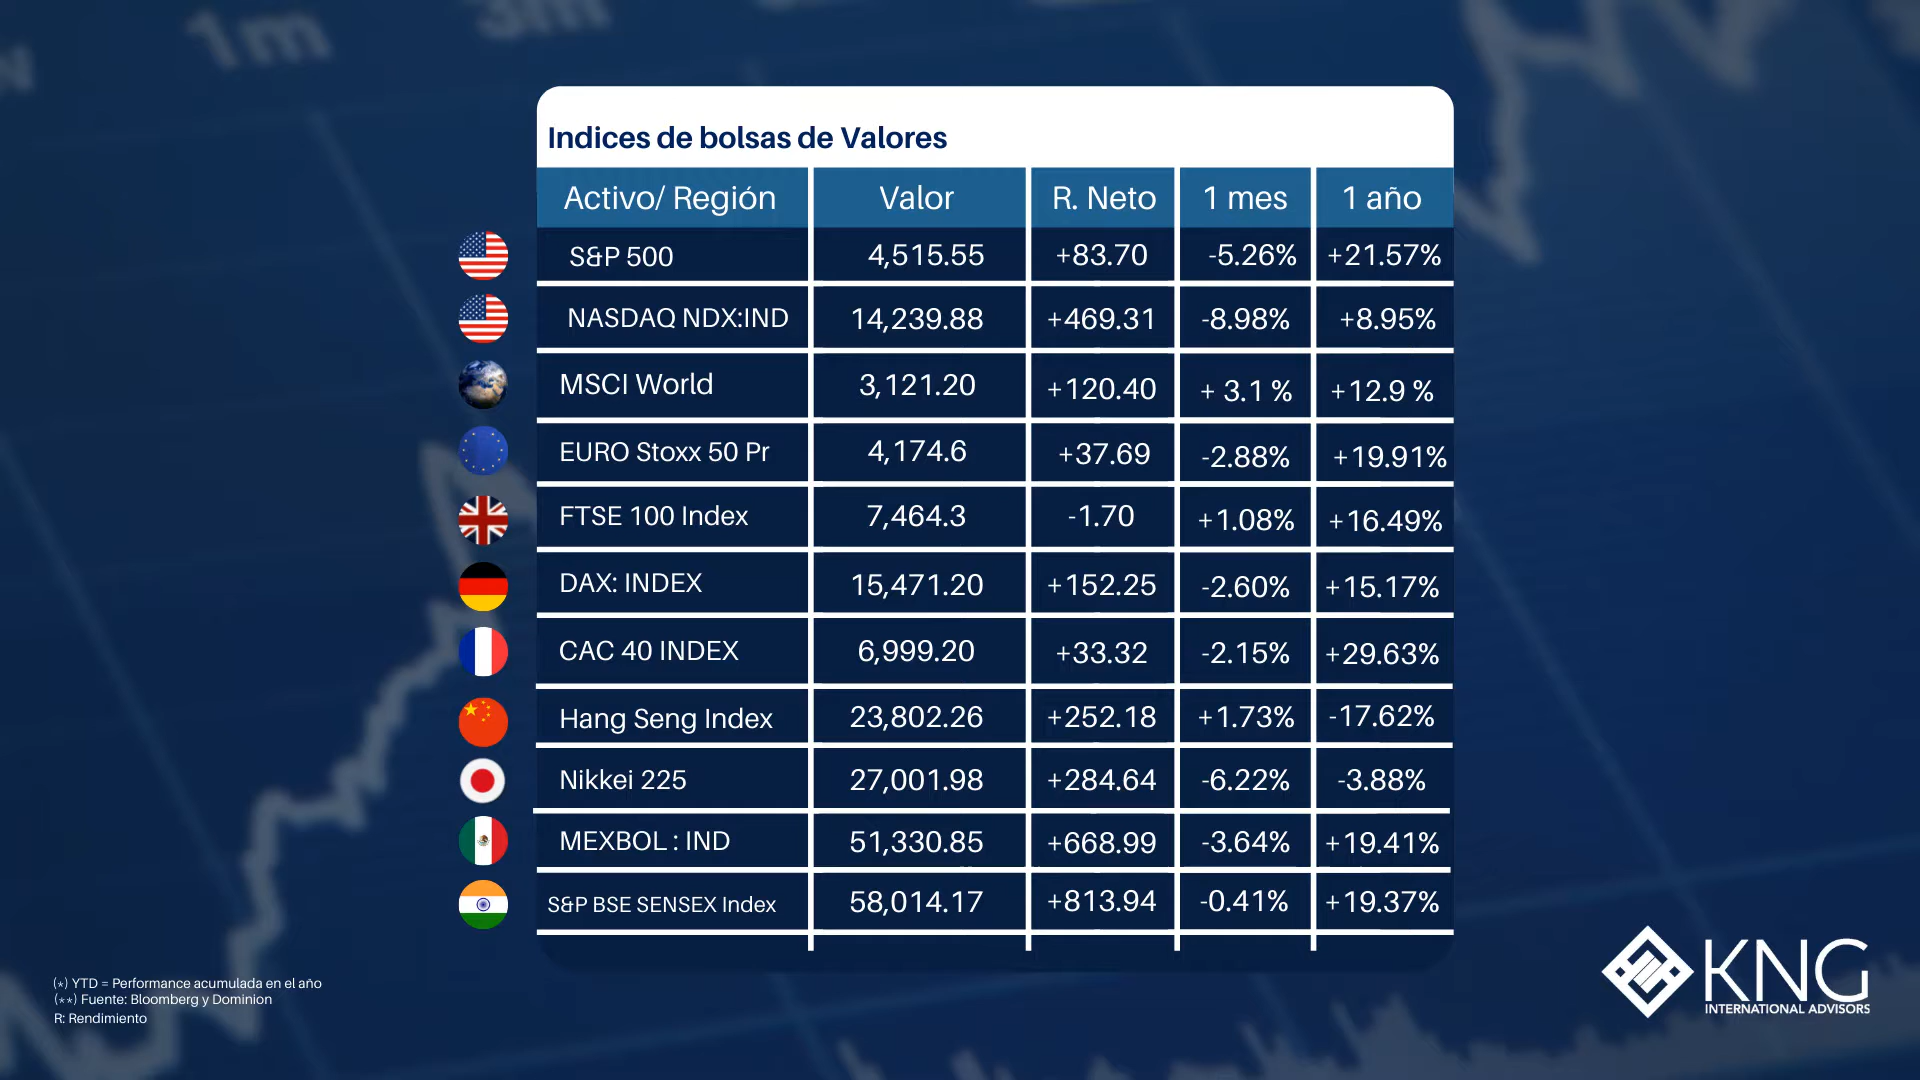 1m
3m
Indices de bolsas de Valores
Activo/ Región Valor R. Neto 1 mes 1 año
S&P 500 4,515.55 +83.70 -5.26% +21.57%
NASDAQ NDX:IND 14,239.88 +469.31 -8.98% +8.95%
MSCI World 3,121.20 +120.40 + 3.1 % +12.9 %
EURO Stoxx 50 Pr 4,174.6 +37.69 -2.88% +19.91%
FTSE 100 Index 7,464.3 -1.70 +1.08% +16.49%
DAX: INDEX 15,471.20 +152.25 -2.60% +15.17%
CAC 40 INDEX 6,999.20 +33.32 -2.15% +29.63%
Hang Seng Index 23,802.26 +252.18 +1.73% -17.62%
Nikkei 225 27,001.98 +284.64 -6.22% -3.88%
MEXBOL : IND 51,330.85 +668.99 -3.64% +19.41%
S&P BSE SENSEX Index 58,014.17 +813.94 -0.41% +19.37%
(*) YTD = Performance acumulada en el año
(**) Fuente: Bloomberg y Dominion
R: Rendimiento
KNG
INTERNATIONAL ADVISORS